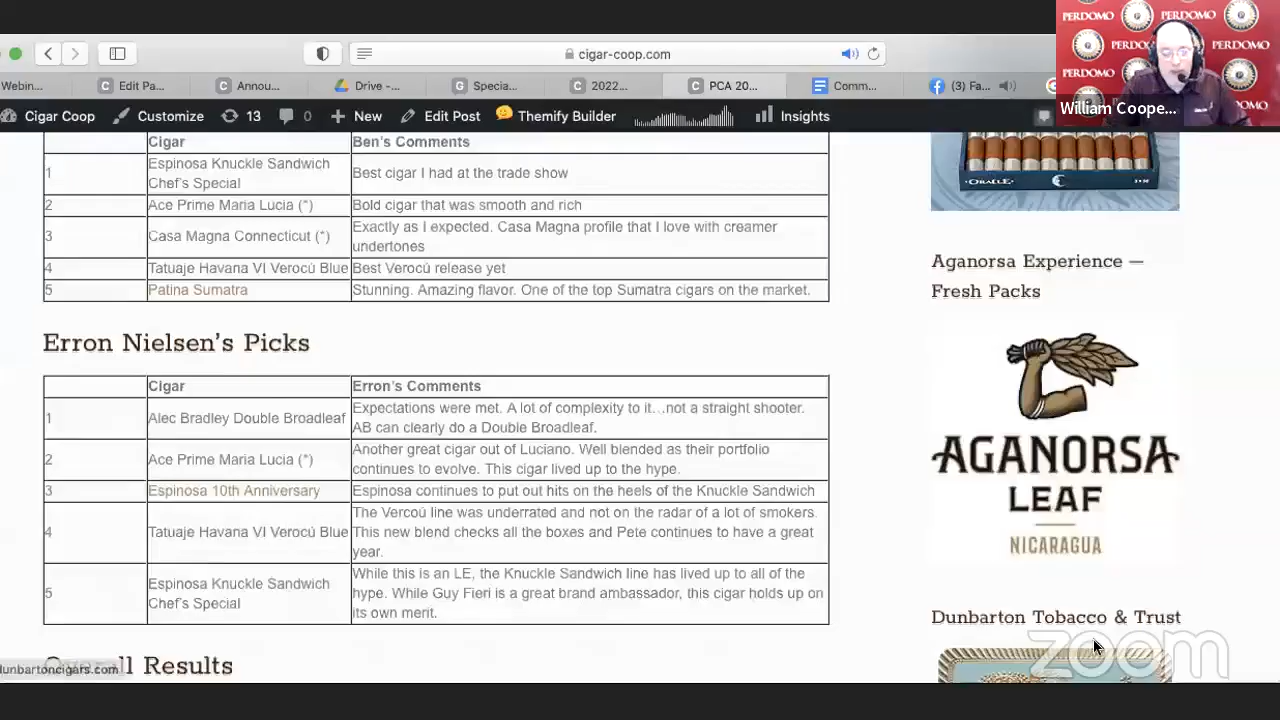 PERDOMO
PERDOMO
PERDO
PERDOMO
PERDOMO
PERDOMO
William Coope...
cigar-coop.com
Webin...
Edit Pa...
Annou...
Drive -...
Specia...
2022...
PCA 20...
Comm...
(3) Fa...
Cigar Coop
Customize
13
0
New
Edit Post
Themify Builder
Insights
Cigar Ben's Comments
1 Espinosa Knuckle Sandwich Chef's Special Best cigar I had at the trade show
2 Ace Prime Maria Lucia (*) Bold cigar that was smooth and rich
3 Casa Magna Connecticut (*) Exactly as I expected. Casa Magna profile that I love with creamer
undertones
4 Tatuaje Havana VI Verocú Blue Best Verocú release yet
5 Patina Sumatra Stunning. Amazing flavor. One of the top Sumatra cigars on the market.
Erron Nielsen's Picks
Cigar Erron's Comments
1 Alec Bradley Double Broadleaf Expectations were met. A lot of complexity to it…not a straight shooter.
AB can clearly do a Double Broadleaf.
2 Ace Prime Maria Lucia (*) Another great cigar out of Luciano. Well blended as their portfolio
continues to evolve. This cigar lived up to the hype.
3 Espinosa 10th Anniversary Espinosa continues to put out hits on the heels of the Knuckle Sandwich
4 Tatuaje Havana VI Verocú Blue The Vercoú line was underrated and not on the radar of a lot of smokers.
This new blend checks all the boxes and Pete continues to have a great
year.
5 Espinosa Knuckle Sandwich Chef's Special While this is an LE, the Knuckle Sandwich line has lived up to all of the
hype. While Guy Fieri is a great brand ambassador, this cigar holds up on
its own merit.
Results
dunbartoncigars.com
ORACLE
Aganorsa Experience —
Fresh Packs
AGANORSA
LEAF
NICARAGUA
Dunbarton Tobacco & Trust
zoom